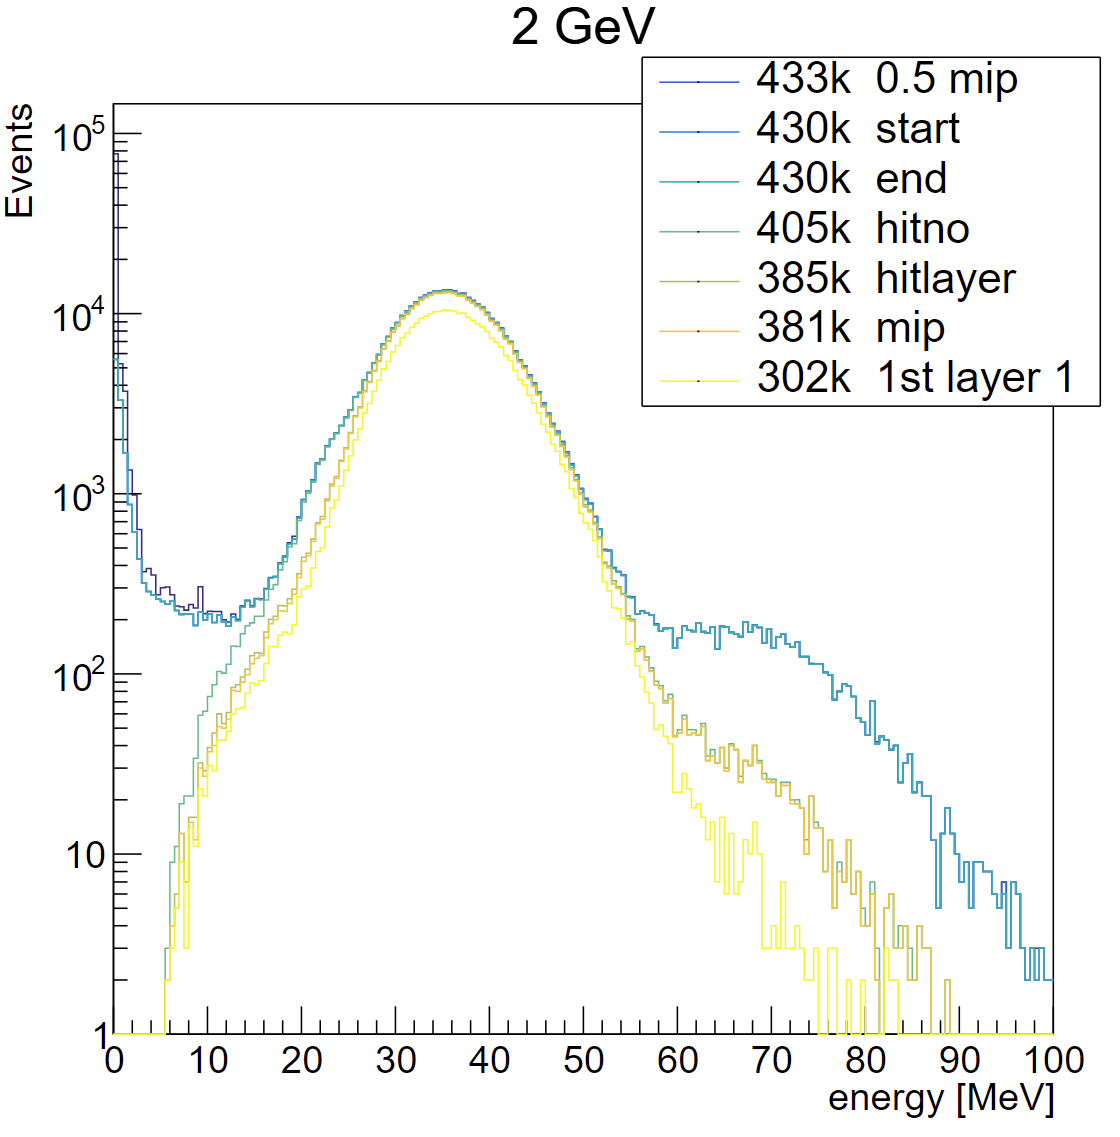 2 GeV
433k 0.5 mip
430k start
430k end
405k hitno
385k hitlayer
381k mip
302k 1st layer 1
Events
10^5
10^4
10^3
10^2
10
1
0 10 20 30 40 50 60 70 80 90 100
energy [MeV]